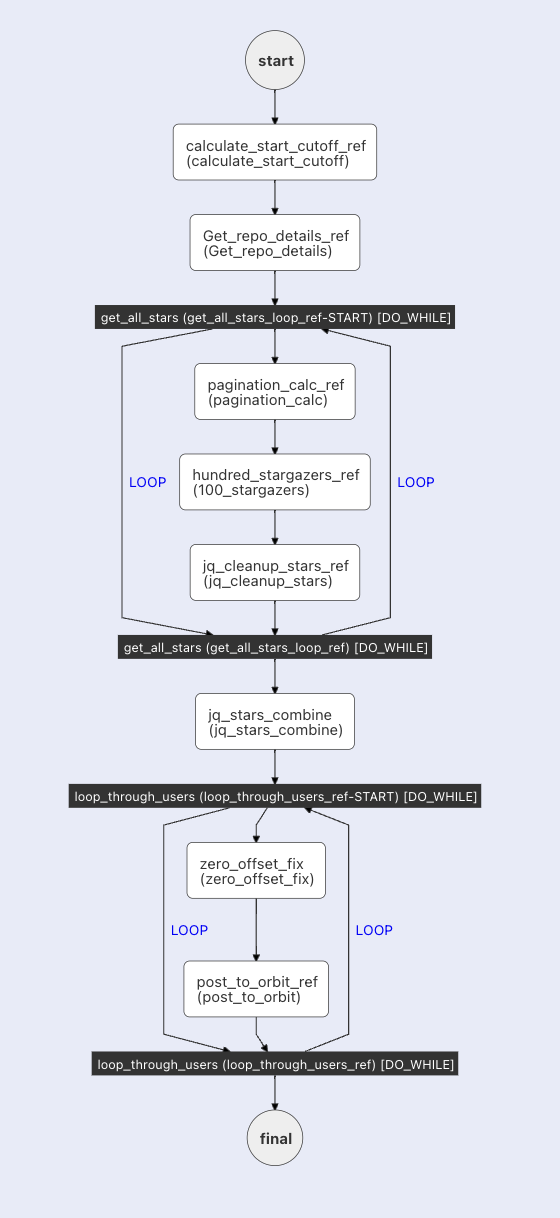 start
calculate_start_cutoff_ref
(calculate_start_cutoff)
Get_repo_details_ref
(Get_repo_details)
get_all_stars (get_all_stars_loop_ref-START) [DO_WHILE]
pagination_calc_ref
(pagination_calc)
LOOP
hundred_stargazers_ref
(100_stargazers)
LOOP
jq_cleanup_stars_ref
(jq_cleanup_stars)
get_all_stars (get_all_stars_loop_ref) [DO_WHILE]
jq_stars_combine
(jq_stars_combine)
loop_through_users (loop_through_users_ref-START) [DO_WHILE]
zero_offset_fix
(zero_offset_fix)
LOOP
LOOP
post_to_orbit_ref
(post_to_orbit)
loop_through_users (loop_through_users_ref) [DO_WHILE]
final